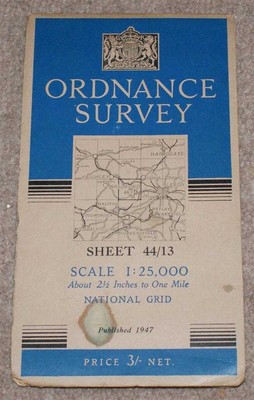 ORDNANCE
SURVEY
SHEET 44/13
SCALE 1:25,000
About 2½ Inches to One Mile
NATIONAL GRID
Published 1947
PRICE 3/- NET.